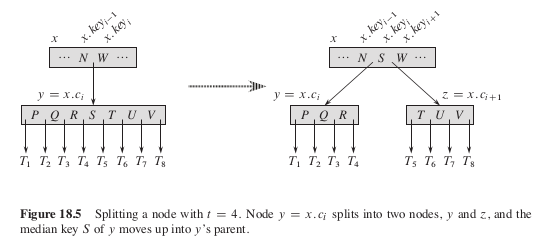 x x.key_{i−1} x.key_i
… N W …
y = x.c_i
P Q R S T U V
T_1 T_2 T_3 T_4 T_5 T_6 T_7 T_8
x x.key_{i−1} x.key_i x.key_{i+1}
… N S W …
y = x.c_i z = x.c_{i+1}
P Q R T U V
T_1 T_2 T_3 T_4 T_5 T_6 T_7 T_8
Figure 18.5 Splitting a node with t = 4. Node y = x.c_i splits into two nodes, y and z, and the
median key S of y moves up into y's parent.